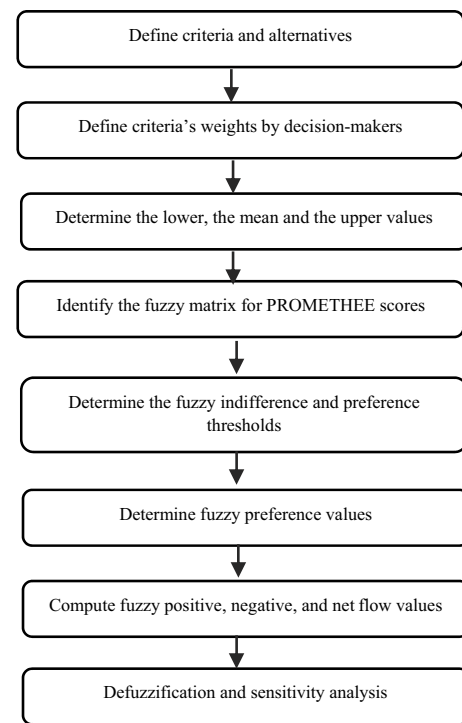 Define criteria and alternatives
Define criteria’s weights by decision-makers
Determine the lower, the mean and the upper values
Identify the fuzzy matrix for PROMETHEE scores
Determine the fuzzy indifference and preference
thresholds
Determine fuzzy preference values
Compute fuzzy positive, negative, and net flow values
Defuzzification and sensitivity analysis